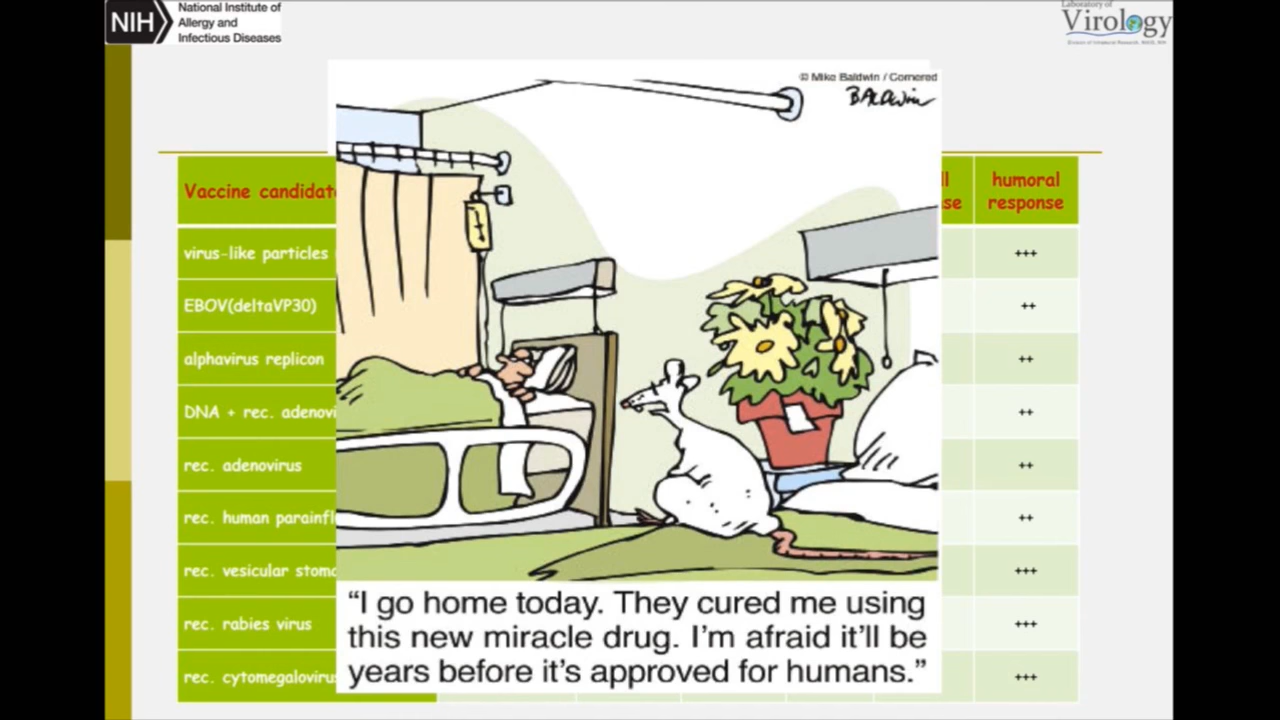 NIH
National Institute of
Allergy and
Infectious Diseases
Laboratory of
Virology
© Mike Baldwin / Cornered
BALDWIN
Vaccine candidat
ll
se
humoral
response
virus-like particles
+++
EBOV(deltaVP30)
++
alphavirus replicon
++
DNA + rec. adenovi
++
rec. adenovirus
++
rec. human parainfl
++
rec. vesicular stoma
+++
rec. rabies virus
+++
rec. cytomegalovirus
+++
“I go home today. They cured me using
this new miracle drug. I’m afraid it’ll be
years before it’s approved for humans.”